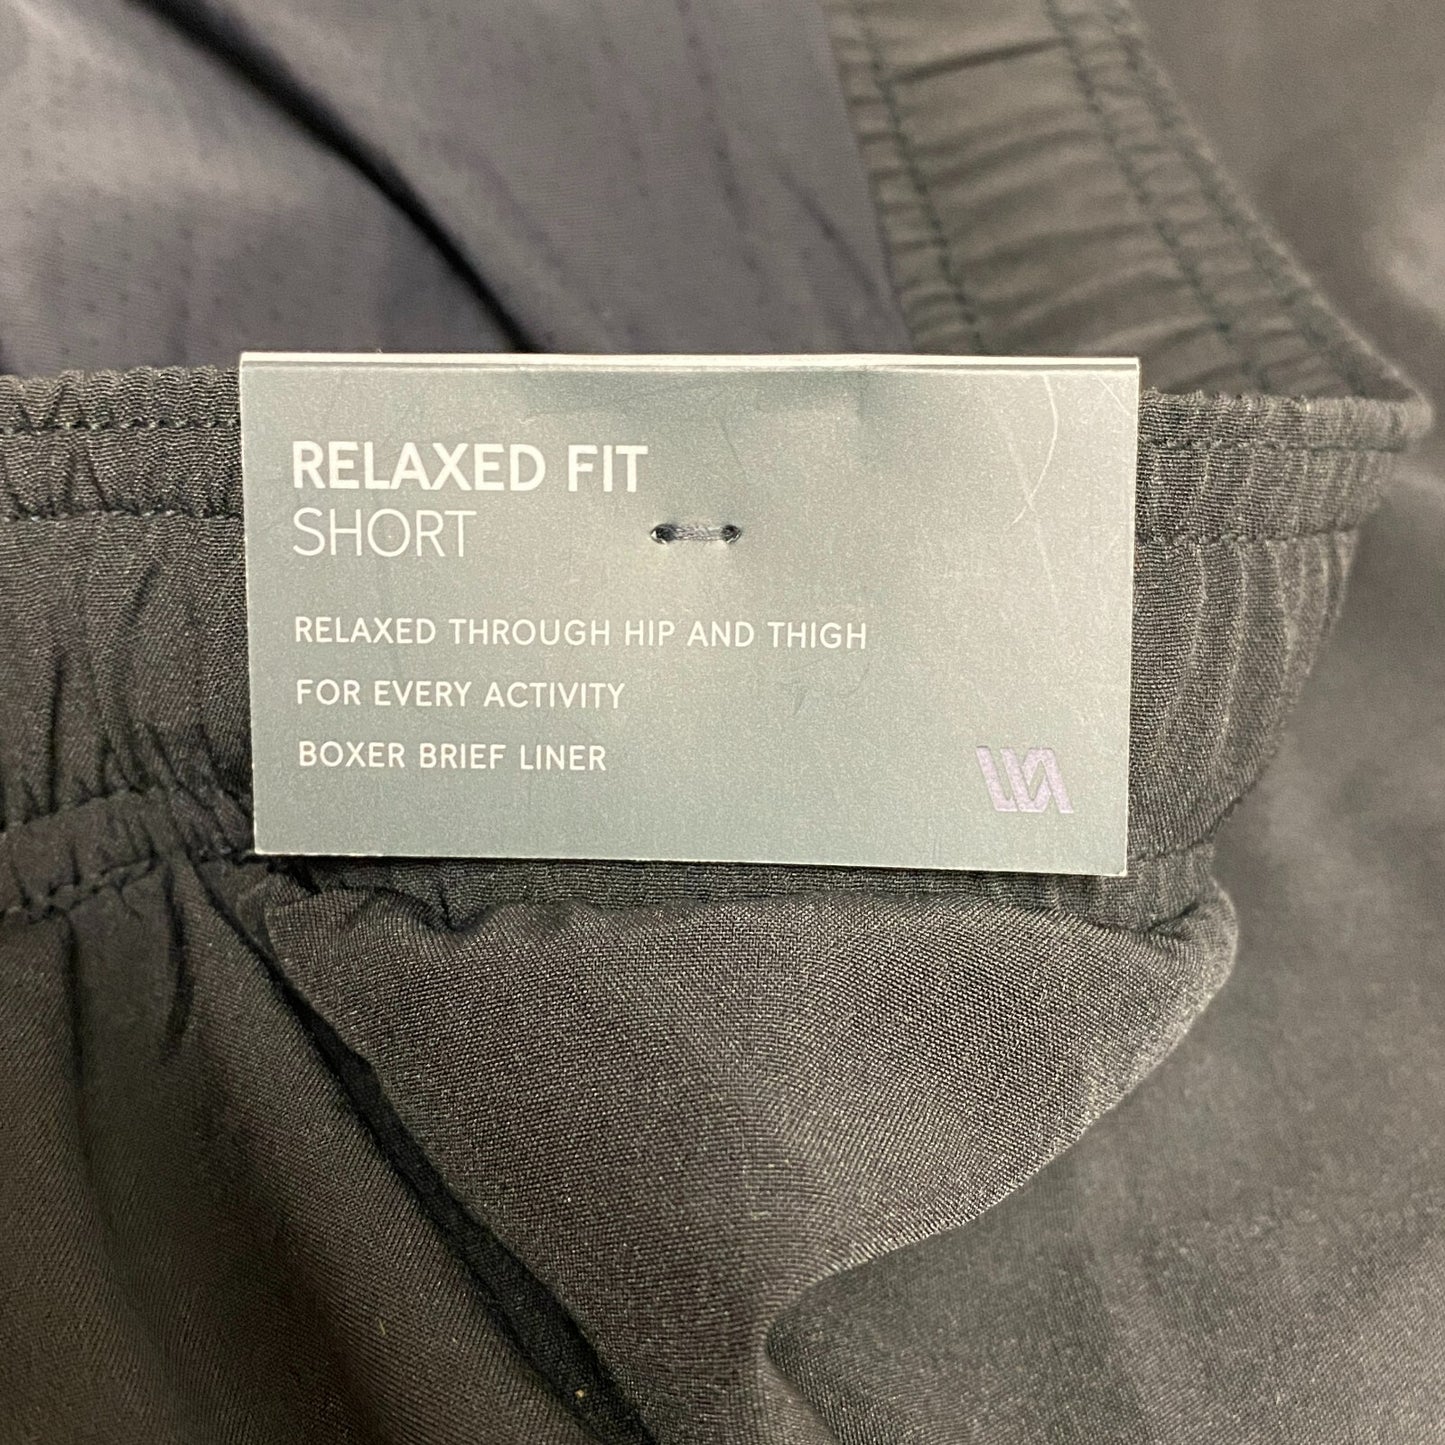 RELAXED FIT
SHORT
RELAXED THROUGH HIP AND THIGH
FOR EVERY ACTIVITY
BOXER BRIEF LINER